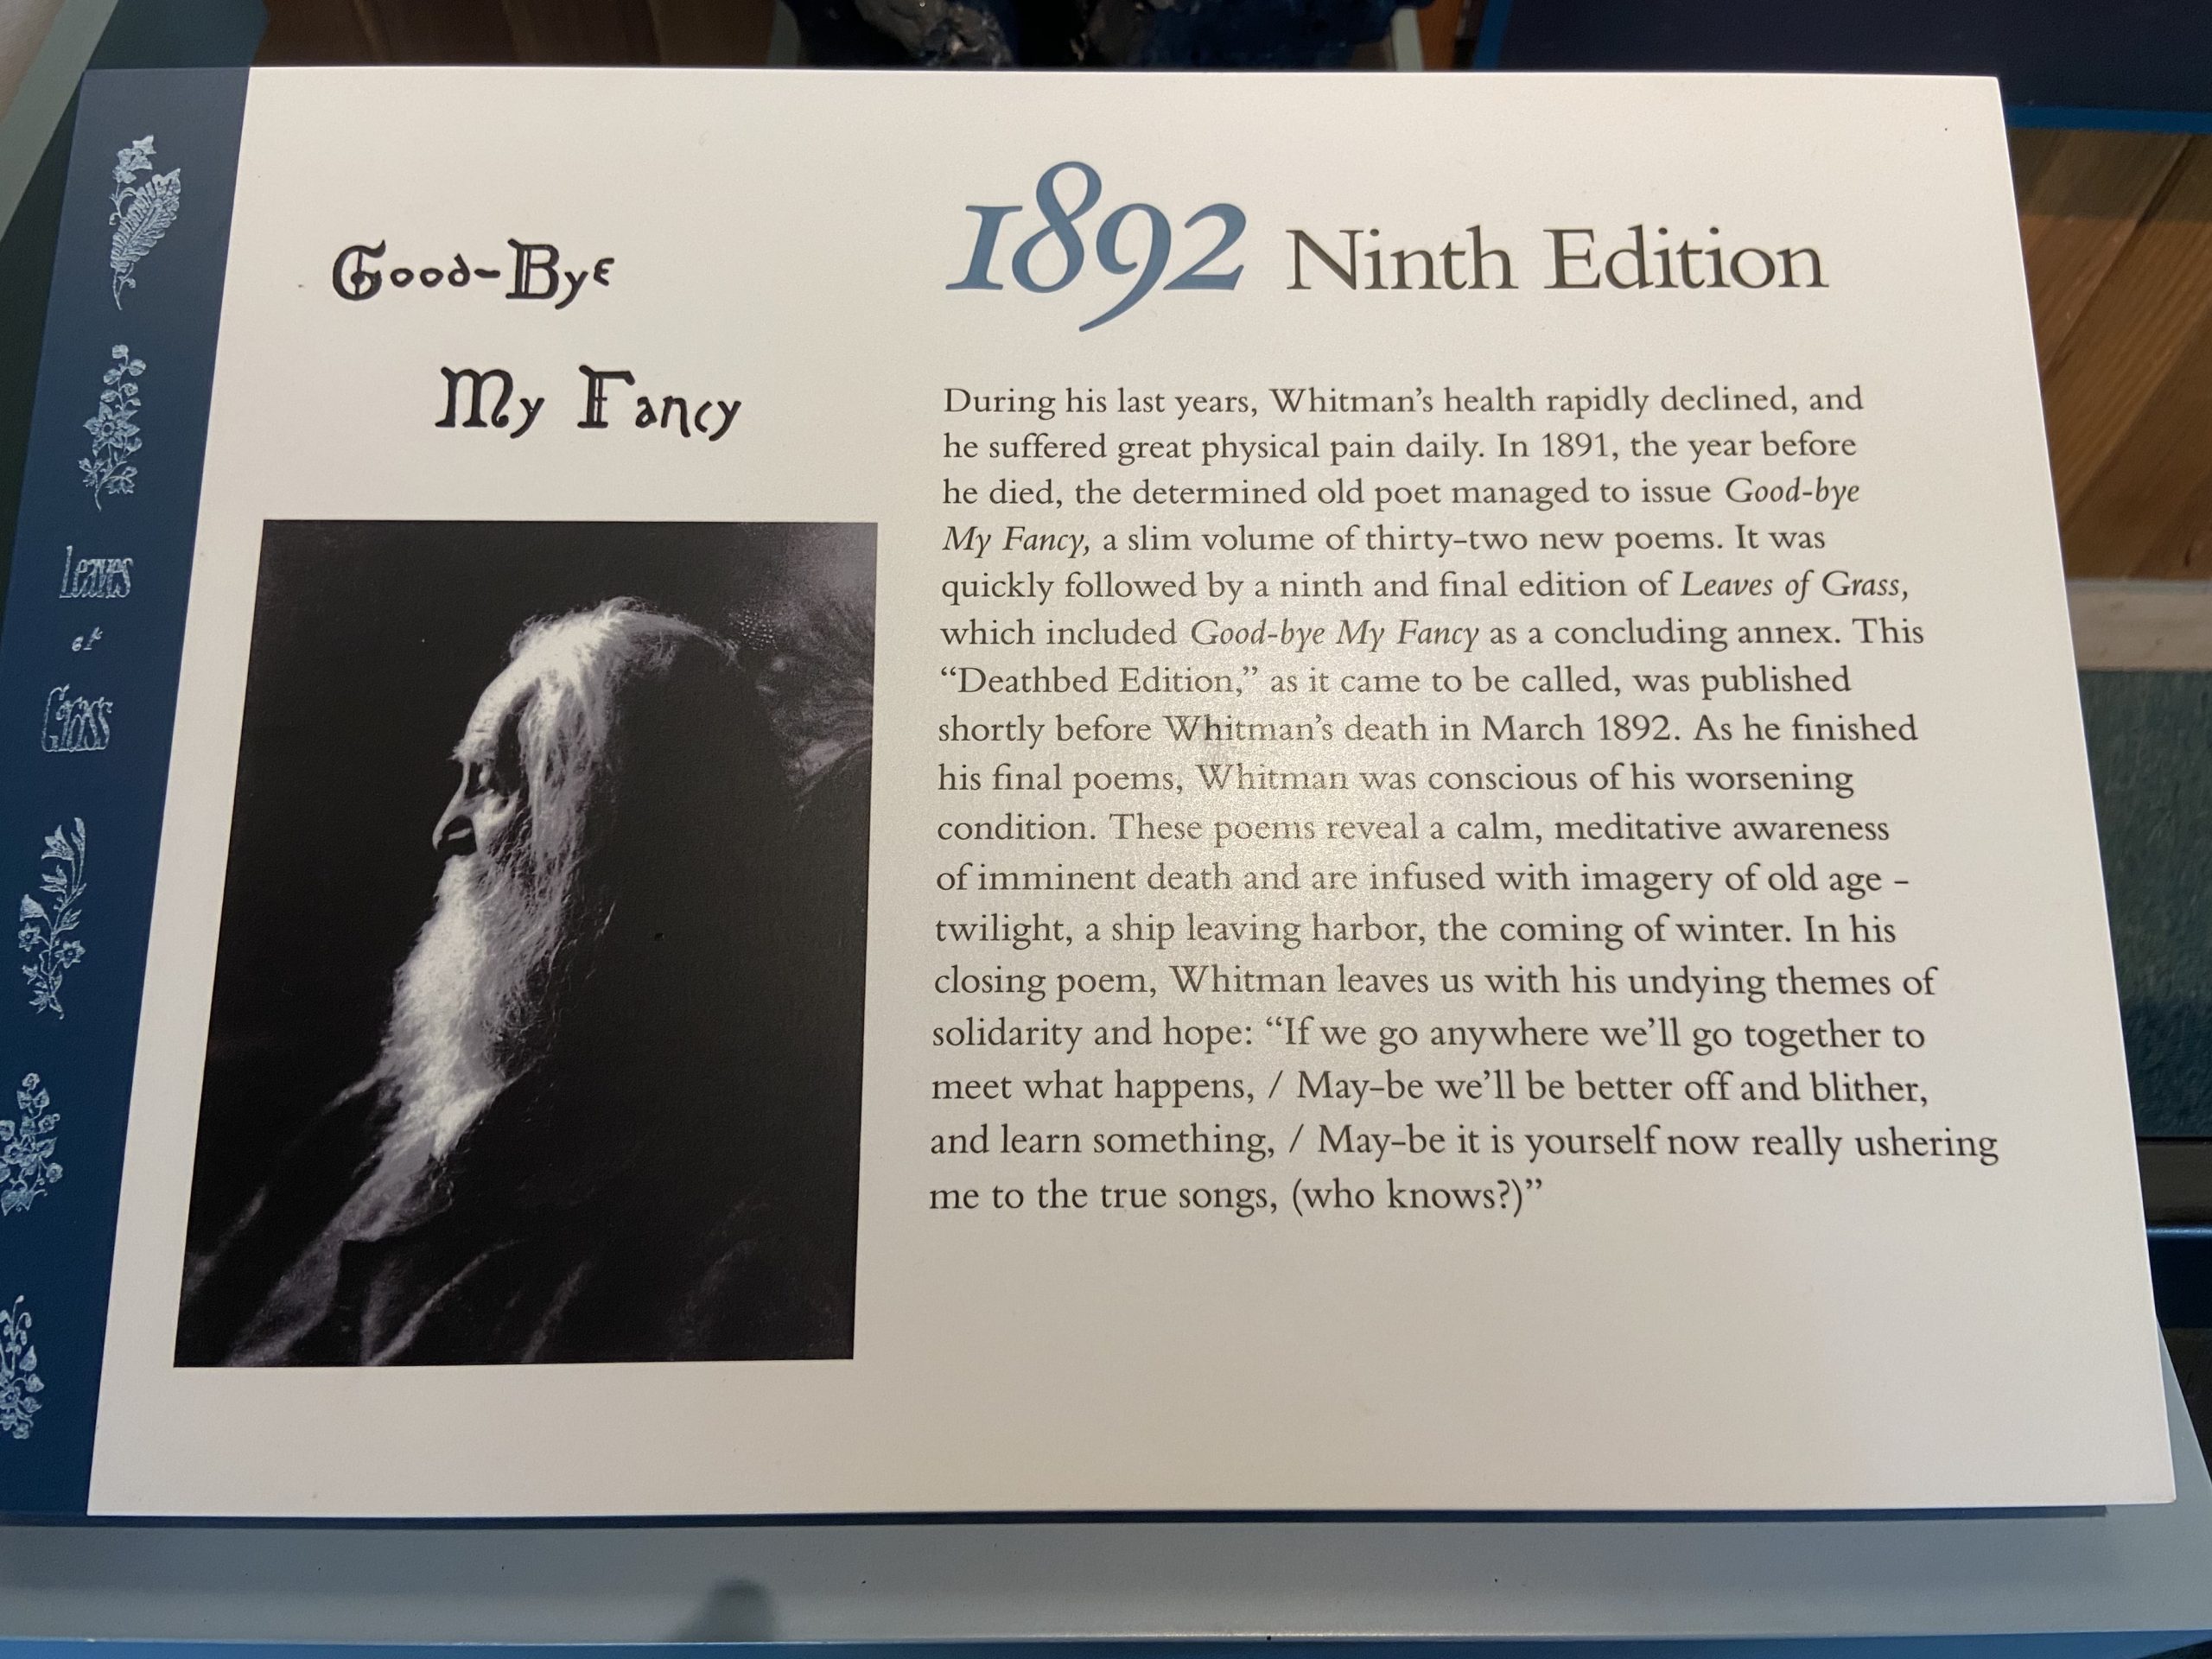 Leaves
of
Grass
Good-Bye
My Fancy
1892 Ninth Edition
During his last years, Whitman’s health rapidly declined, and
he suffered great physical pain daily. In 1891, the year before
he died, the determined old poet managed to issue Good-bye
My Fancy, a slim volume of thirty-two new poems. It was
quickly followed by a ninth and final edition of Leaves of Grass,
which included Good-bye My Fancy as a concluding annex. This
“Deathbed Edition,” as it came to be called, was published
shortly before Whitman’s death in March 1892. As he finished
his final poems, Whitman was conscious of his worsening
condition. These poems reveal a calm, meditative awareness
of imminent death and are infused with imagery of old age –
twilight, a ship leaving harbor, the coming of winter. In his
closing poem, Whitman leaves us with his undying themes of
solidarity and hope: “If we go anywhere we’ll go together to
meet what happens, / May-be we’ll be better off and blither,
and learn something, / May-be it is yourself now really ushering
me to the true songs, (who knows?)”